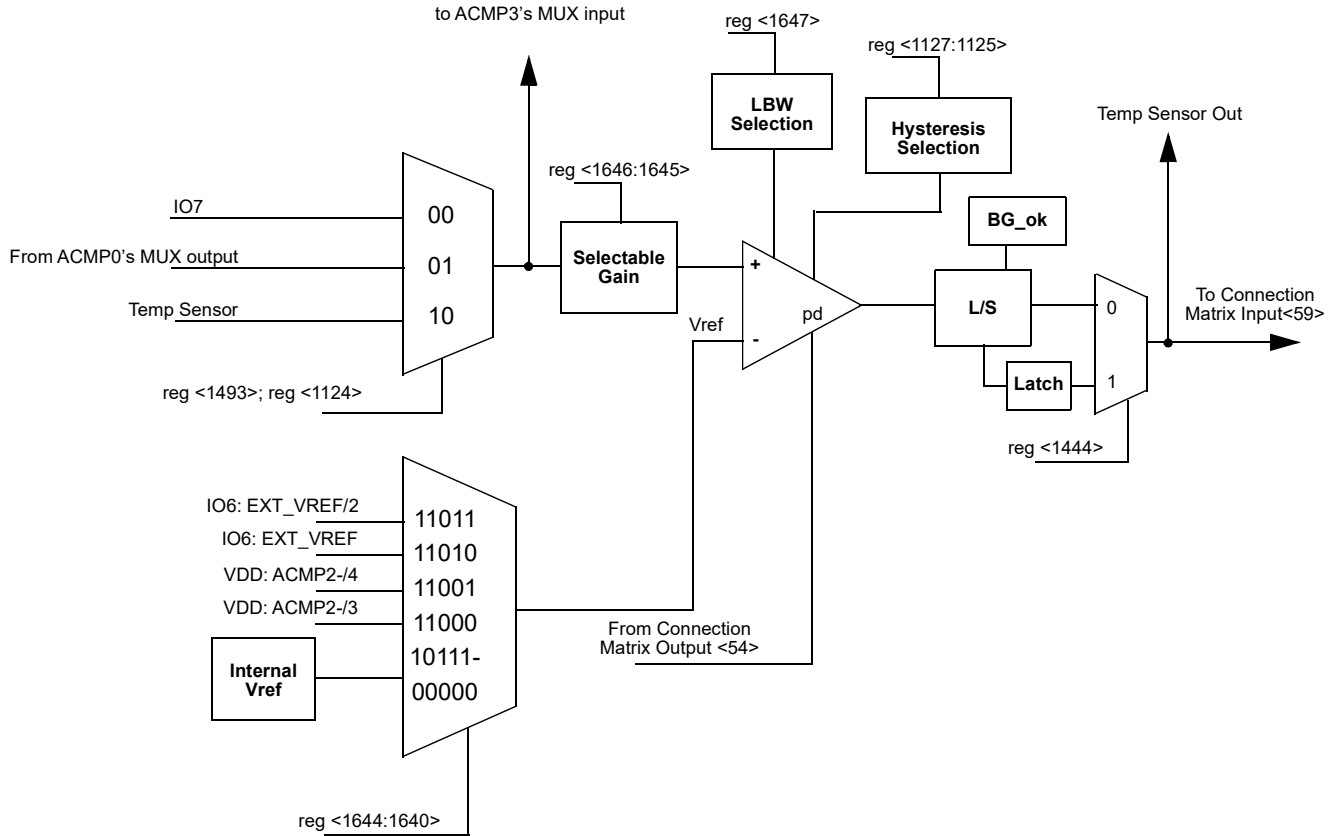 to ACMP3's MUX input
reg <1647>
reg <1127:1125>
LBW
Selection
Hysteresis
Selection
Temp Sensor Out
reg <1646:1645>
IO7
00
BG_ok
From ACMP0's MUX output
01
Selectable
Gain
+
L/S
To Connection
Matrix Input<59>
Temp Sensor
10
0
pd
Vref
-
Latch
1
reg <1493>; reg <1124>
reg <1444>
IO6: EXT_VREF/2
11011
IO6: EXT_VREF
11010
VDD: ACMP2-/4
11001
VDD: ACMP2-/3
11000
From Connection
Matrix Output <54>
10111-
00000
Internal
Vref
reg <1644:1640>